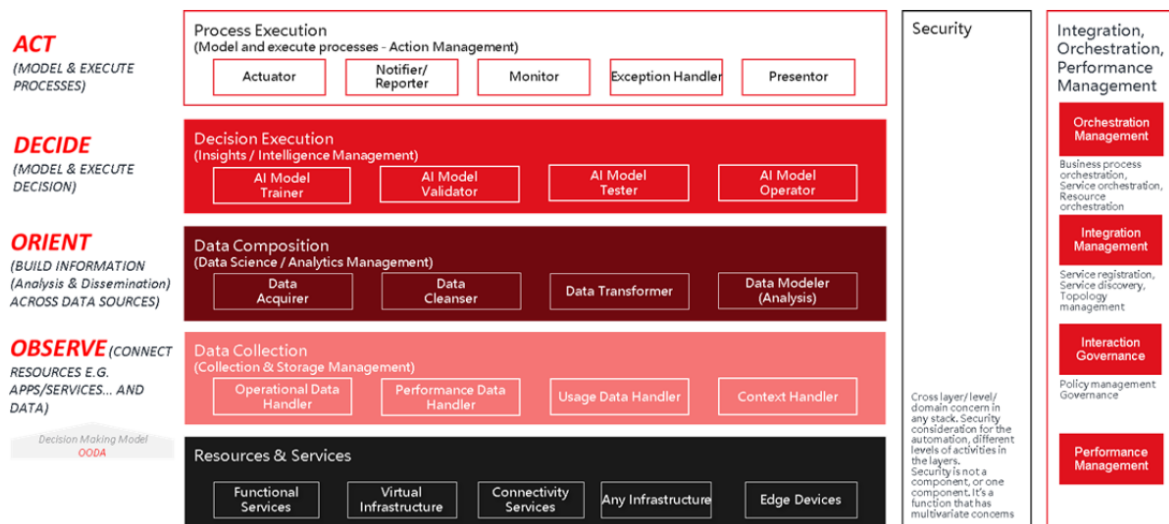 ACT
(MODEL & EXECUTE
PROCESSES)
Process Execution
(Model and execute processes - Action Management)
Actuator
Notifier/
Reporter
Monitor
Exception Handler
Presentor
DECIDE
(MODEL & EXECUTE
DECISION)
Decision Execution
(Insights / Intelligence Management)
AI Model
Trainer
AI Model
Validator
AI Model
Tester
AI Model
Operator
ORIENT
(BUILD INFORMATION
(Analysis & Dissemination)
ACROSS DATA SOURCES)
Data Composition
(Data Science / Analytics Management)
Data
Acquirer
Data
Cleanser
Data Transformer
Data Modeler
(Analysis)
OBSERVE (CONNECT
RESOURCES E.G.
APPS/SERVICES... AND
DATA)
Data Collection
(Collection & Storage Management)
Operational Data
Handler
Performance Data
Handler
Usage Data Handler
Context Handler
Decision Making Model
OODA
Resources & Services
Functional
Services
Virtual
Infrastructure
Connectivity
Services
Any Infrastructure
Edge Devices
Security
Cross layer/ level/
domain concern in
any stack. Security
consideration for the
automation, different
levels of activities in
the layers.
Security is not a
component, or one
component. It's a
function that has
multivariate concerns
Integration,
Orchestration,
Performance
Management
Orchestration
Management
Business process
orchestration,
Service orchestration,
Resource
orchestration
Integration
Management
Service registration,
Service discovery,
Topology
management
Interaction
Governance
Policy management
Governance
Performance
Management